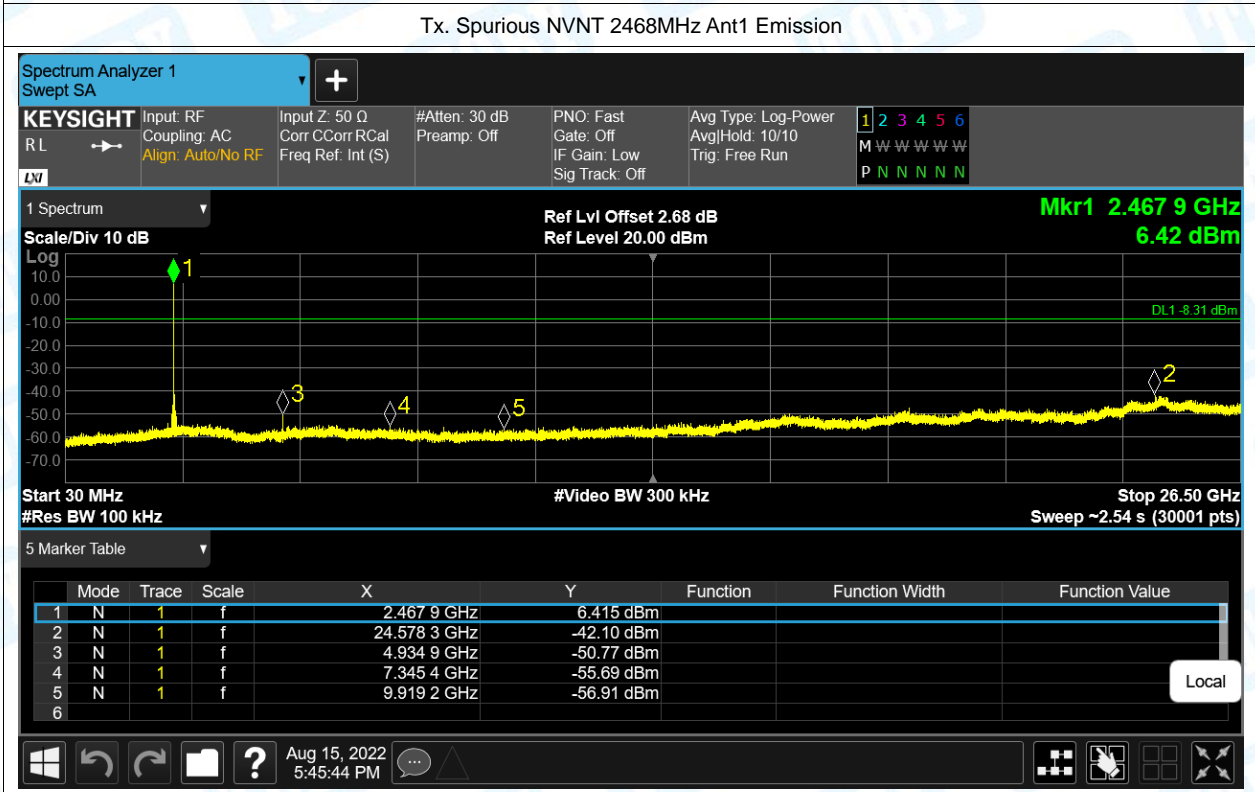 Tx. Spurious NVNT 2468MHz Ant1 Emission
Spectrum Analyzer 1
Swept SA
+
KEYSIGHT Input: RF Input Z: 50 Ω #Atten: 30 dB PNO: Fast Avg Type: Log-Power 1 2 3 4 5 6
RL Coupling: AC Corr CCorr RCal Preamp: Off Gate: Off Avg|Hold: 10/10 M W W W W W
Align: Auto/No RF Freq Ref: Int (S) IF Gain: Low Trig: Free Run
LXI Sig Track: Off P N N N N N
1 Spectrum Ref Lvl Offset 2.68 dB Mkr1 2.467 9 GHz
Scale/Div 10 dB Ref Level 20.00 dBm 6.42 dBm
Log
1
10.0
0.00
DL1 -8.31 dBm
-10.0
-20.0
-30.0
2
-40.0
3
4 5
-50.0
-60.0
-70.0
Start 30 MHz #Video BW 300 kHz Stop 26.50 GHz
#Res BW 100 kHz Sweep ~2.54 s (30001 pts)
5 Marker Table
Mode Trace Scale X Y Function Function Width Function Value
1 N 1 f 2.467 9 GHz 6.415 dBm
2 N 1 f 24.578 3 GHz -42.10 dBm
3 N 1 f 4.934 9 GHz -50.77 dBm
4 N 1 f 7.345 4 GHz -55.69 dBm
5 N 1 f 9.919 2 GHz -56.91 dBm
6
Local
? Aug 15, 2022
5:45:44 PM